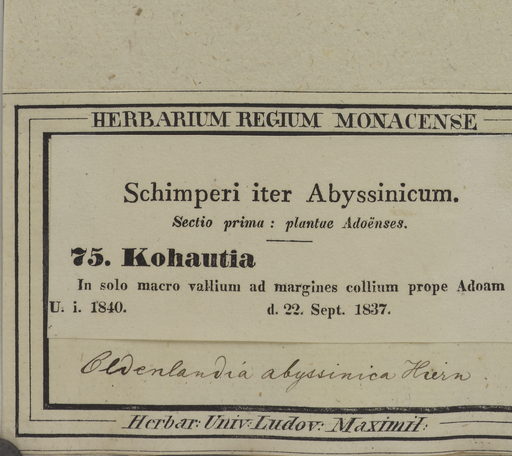 HERBARIUM REGIUM MONACENSE
Schimperi iter Abyssinicum.
Sectio prima: plantae Adoënses.
75. Kohautia
In solo macro vallium ad margines collium prope Adoam
U. i. 1840. d. 22. Sept. 1837.
Oldenlandia abyssinica Hiern
Herbar: Univ: Ludov: Maximil: